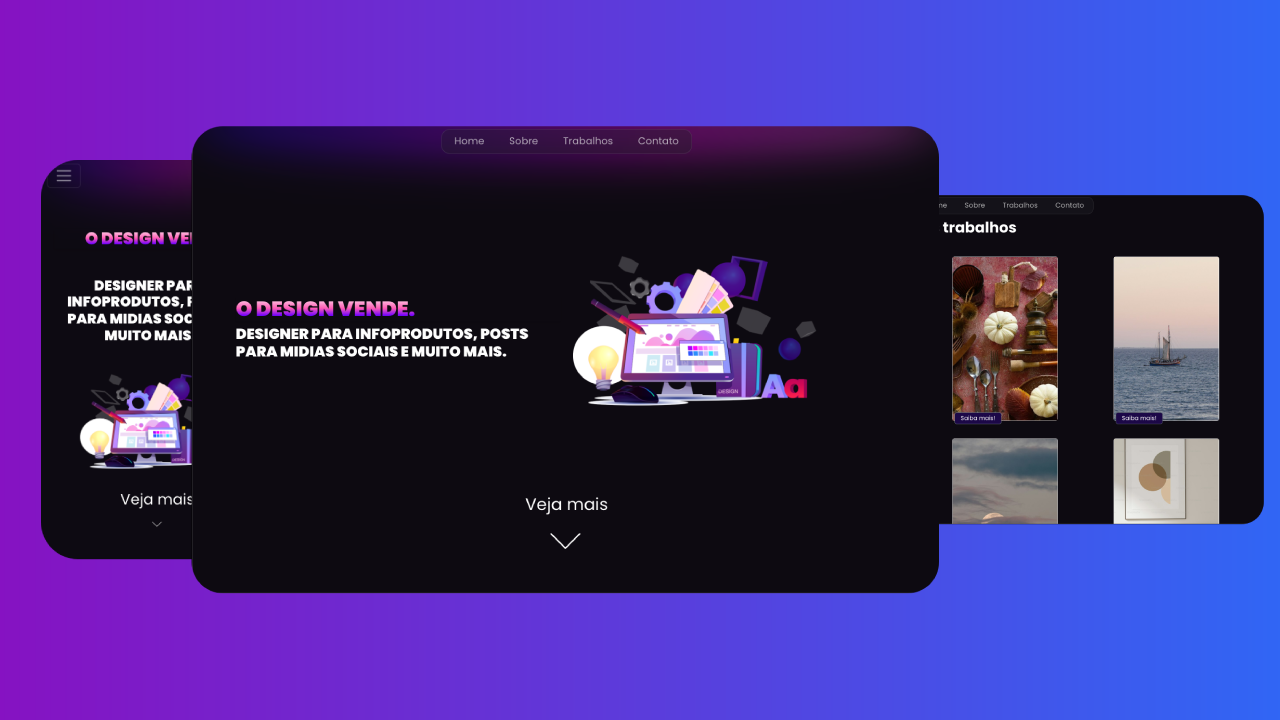 O DESIGN VE
DESIGNER PAR
INFOPRODUTOS,
PARA MIDIAS SOC
MUITO MAIS
Veja mais
Home Sobre Trabalhos Contato
O DESIGN VENDE.
DESIGNER PARA INFOPRODUTOS, POSTS
PARA MIDIAS SOCIAIS E MUITO MAIS.
DESIGN
Aa
Veja mais
me Sobre Trabalhos Contato
trabalhos
Saiba mais!
Saiba mais!